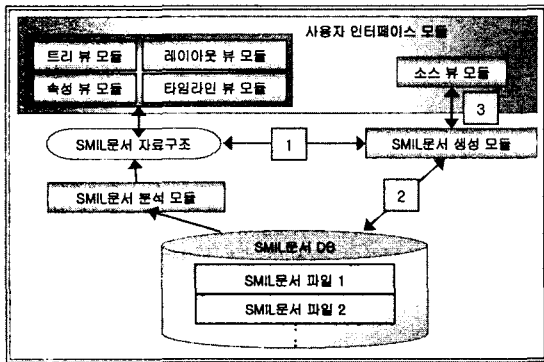 사용자 인터페이스 모듈
트리 뷰 모듈
레이아웃 뷰 모듈
속성 뷰 모듈
타임라인 뷰 모듈
소스 뷰 모듈
3
SMIL문서 자료구조
1
SMIL문서 생성 모듈
SMIL문서 분석 모듈
2
SMIL문서 DB
SMIL문서 파일 1
SMIL문서 파일 2